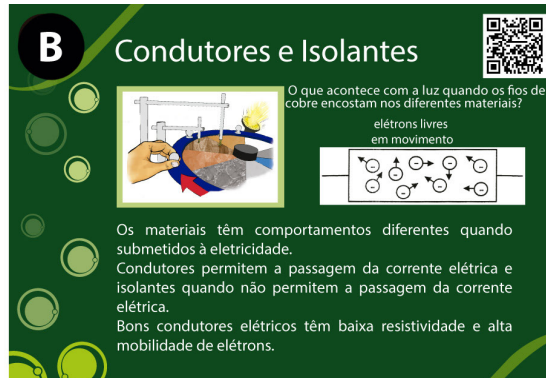 B
Condutores e Isolantes
O que acontece com a luz quando os fios de
cobre encostam nos diferentes materiais?
elétrons livres
em movimento
Os materiais têm comportamentos diferentes quando
submetidos à eletricidade.
Condutores permitem a passagem da corrente elétrica e
isolantes quando não permitem a passagem da corrente
elétrica.
Bons condutores elétricos têm baixa resistividade e alta
mobilidade de elétrons.